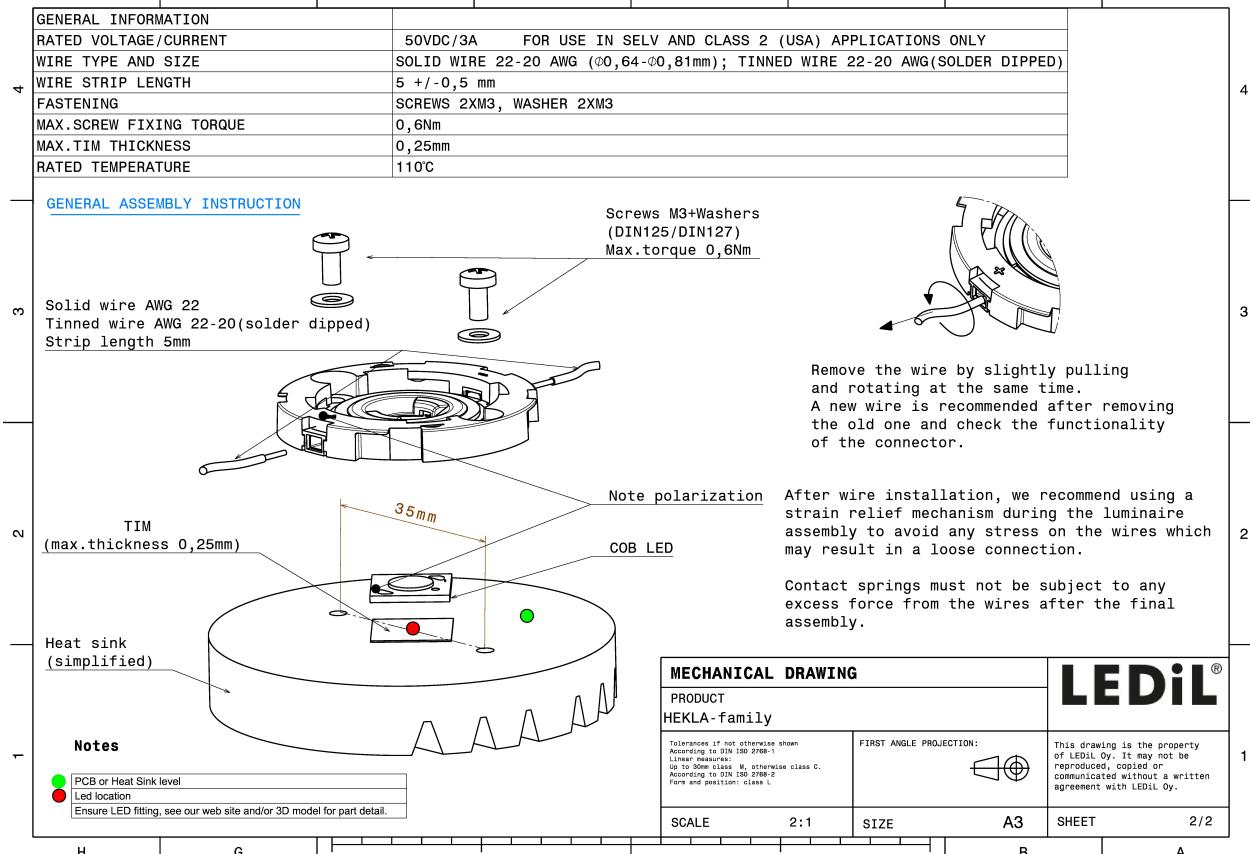 GENERAL INFORMATION
RATED VOLTAGE/CURRENT 50VDC/3A FOR USE IN SELV AND CLASS 2 (USA) APPLICATIONS ONLY
WIRE TYPE AND SIZE SOLID WIRE 22-20 AWG (∅0,64-∅0,81mm); TINNED WIRE 22-20 AWG(SOLDER DIPPED)
WIRE STRIP LENGTH 5 +/-0,5 mm
FASTENING SCREWS 2XM3, WASHER 2XM3
MAX.SCREW FIXING TORQUE 0,6Nm
MAX.TIM THICKNESS 0,25mm
RATED TEMPERATURE 110℃
4
4
GENERAL ASSEMBLY INSTRUCTION
Screws M3+Washers
(DIN125/DIN127)
Max.torque 0,6Nm
3
3
Solid wire AWG 22
Tinned wire AWG 22-20(solder dipped)
Strip length 5mm
Remove the wire by slightly pulling
and rotating at the same time.
A new wire is recommended after removing
the old one and check the functionality
of the connector.
Note polarization
35mm
After wire installation, we recommend using a
strain relief mechanism during the luminaire
assembly to avoid any stress on the wires which
may result in a loose connection.
2
2
TIM
(max.thickness 0,25mm)
COB LED
Contact springs must not be subject to any
excess force from the wires after the final
assembly.
Heat sink
(simplified)
MECHANICAL DRAWING
LEDiL®
PRODUCT
HEKLA-family
Notes
1
1
PCB or Heat Sink level
Led location
Ensure LED fitting, see our web site and/or 3D model for part detail.
Tolerances if not otherwise shown
According to DIN ISO 2768-1
Linear measures:
Up to 30mm class M, otherwise class C.
According to DIN ISO 2768-2
Form and position: class L
FIRST ANGLE PROJECTION:
This drawing is the property
of LEDiL Oy. It may not be
reproduced, copied or
communicated without a written
agreement with LEDiL Oy.
SCALE 2:1
SIZE A3
SHEET 2/2
H G B A